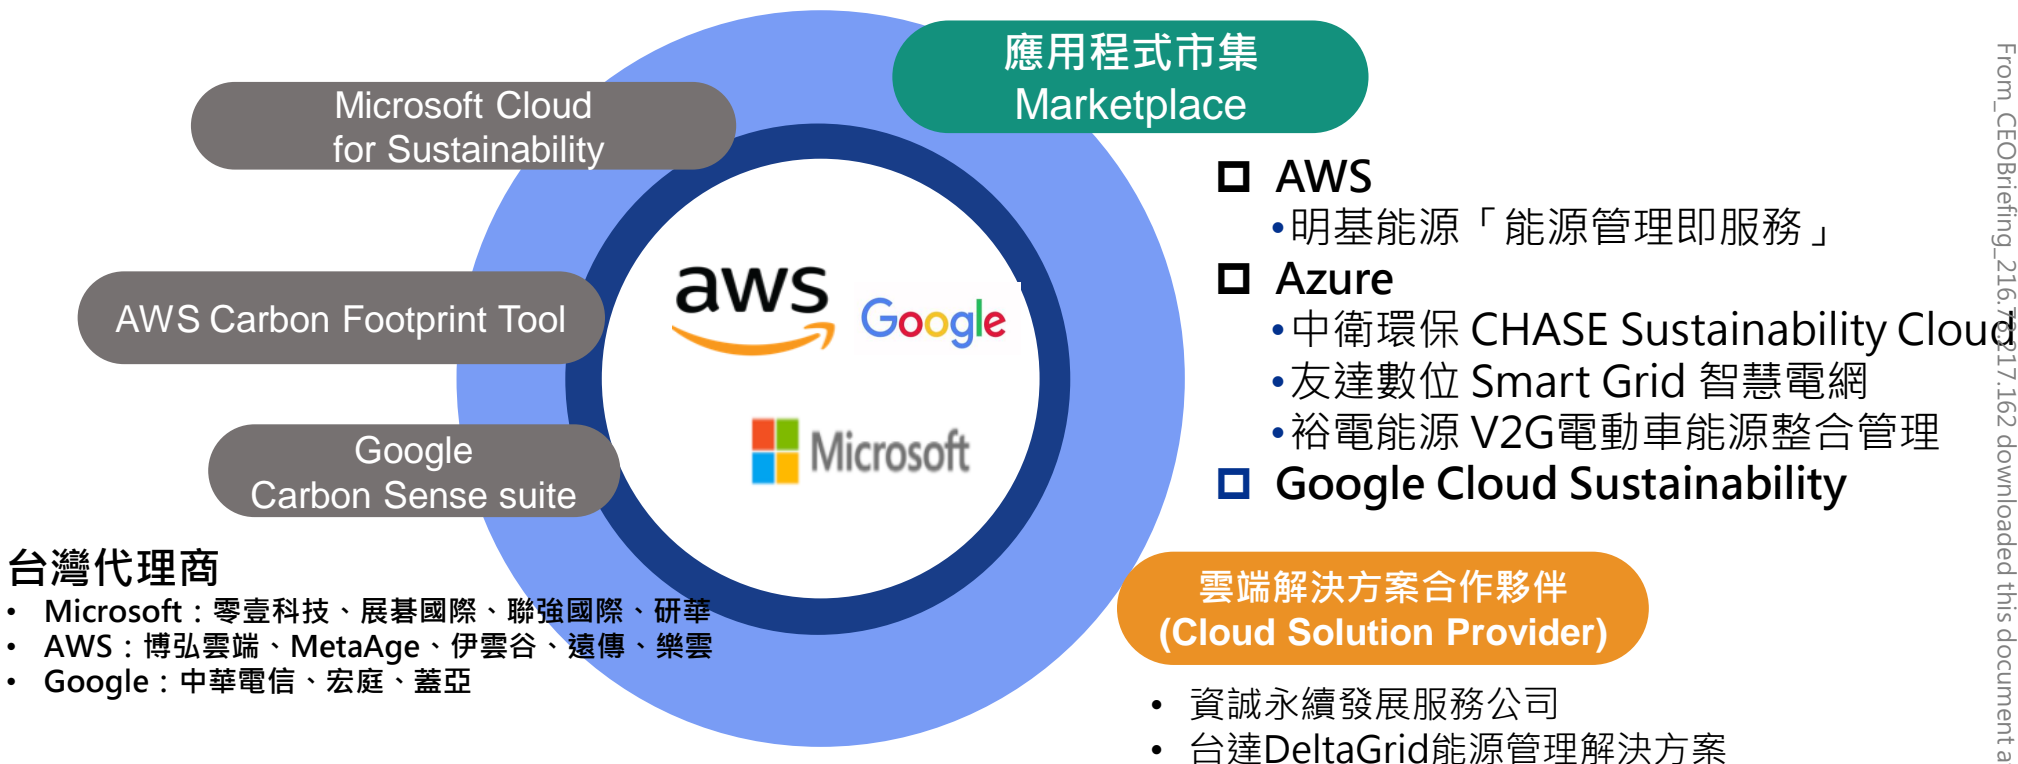 應用程式市集
Marketplace
Microsoft Cloud
for Sustainability
AWS Carbon Footprint Tool
Google
Carbon Sense suite
aws
Google
Microsoft
AWS
•明基能源「能源管理即服務」
Azure
•中衛環保 CHASE Sustainability Cloud
•友達數位 Smart Grid 智慧電網
•裕電能源 V2G電動車能源整合管理
Google Cloud Sustainability
台灣代理商
• Microsoft：零壹科技、展碁國際、聯強國際、研華
• AWS：博弘雲端、MetaAge、伊雲谷、遠傳、樂雲
• Google：中華電信、宏庭、蓋亞
雲端解決方案合作夥伴
(Cloud Solution Provider)
• 資誠永續發展服務公司
• 台達DeltaGrid能源管理解決方案
From_CEOBriefing_216.73.217.162 downloaded this document a